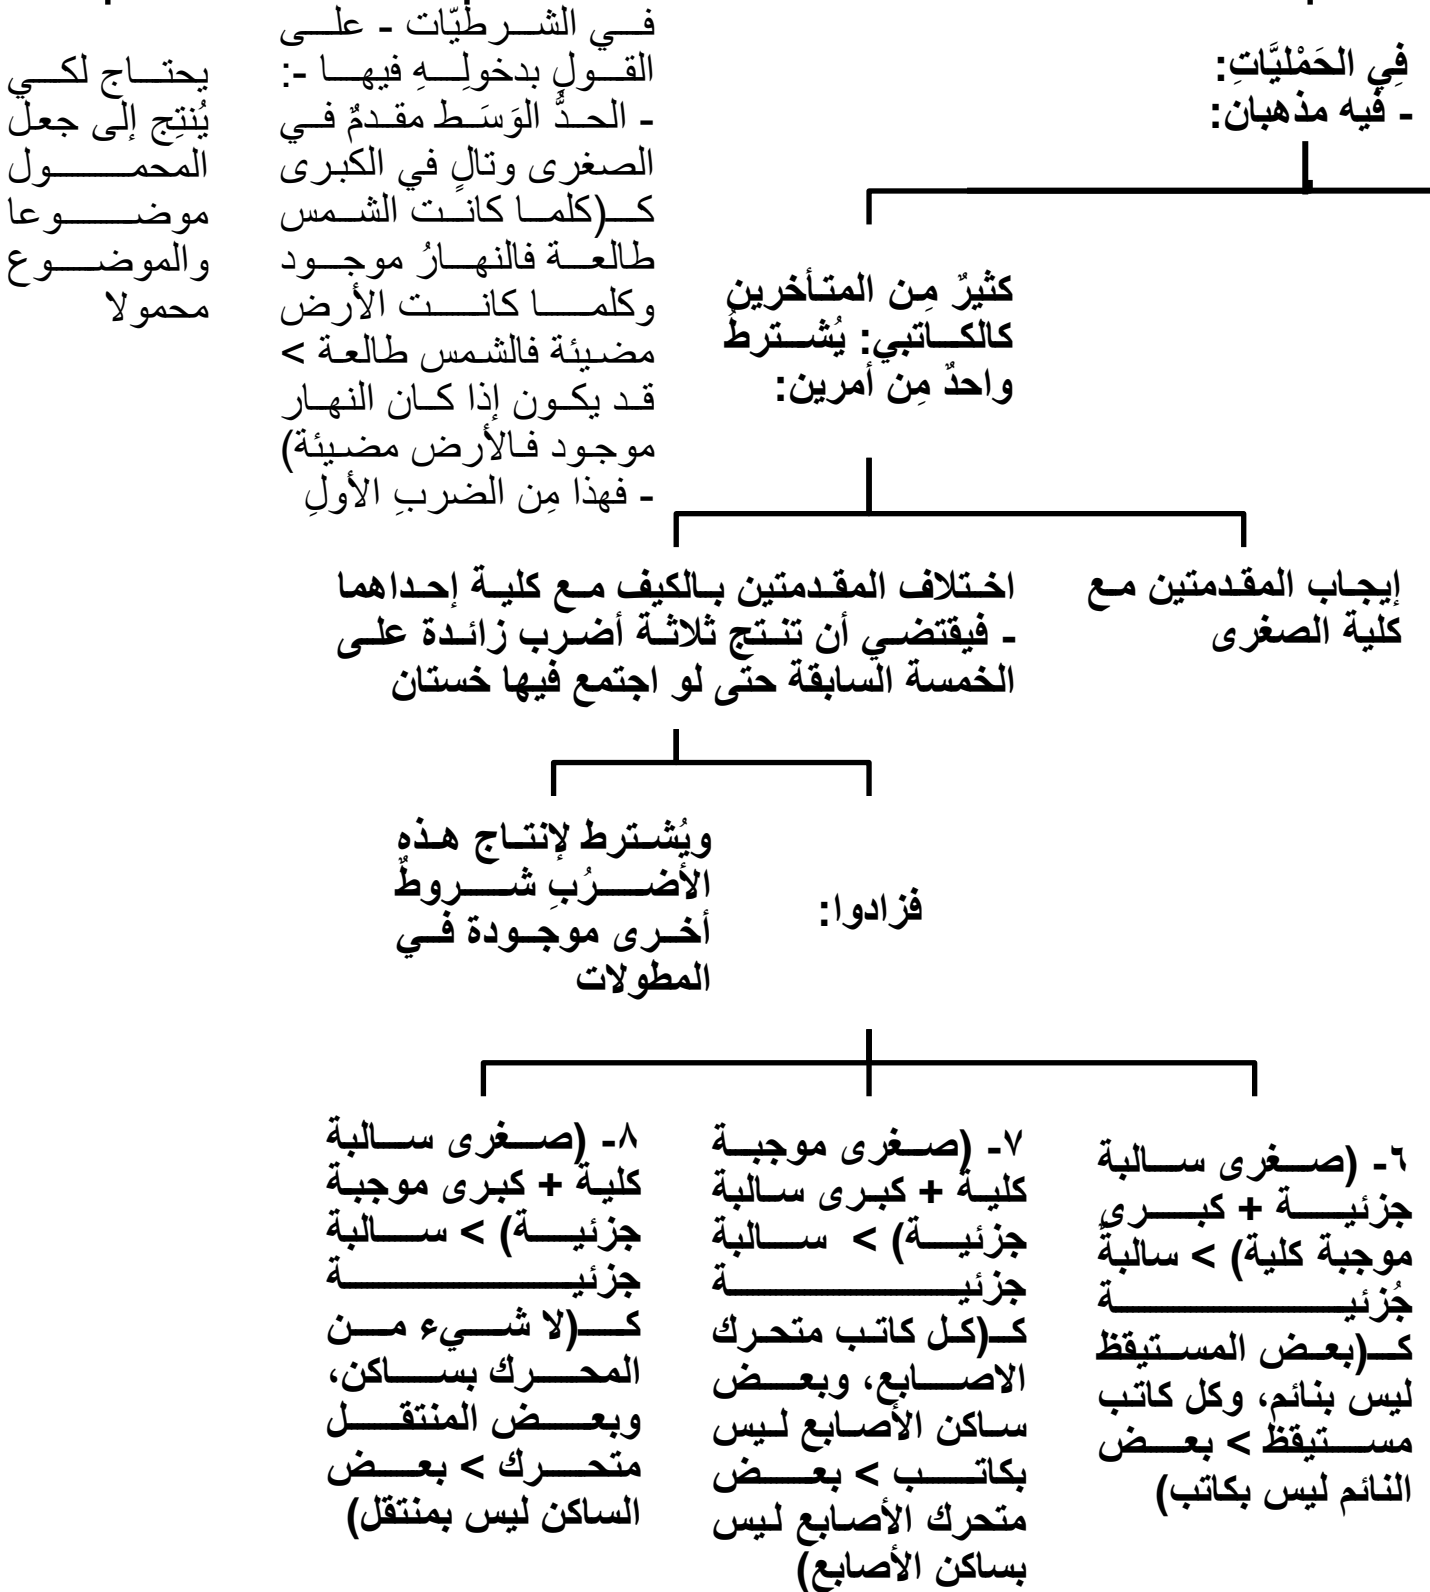 فِي الحَمْليَّاتِ:
- فيه مذهبان:
في الشرطيّات - على
القولِ بدخولِهِ فيها -:
- الحدُّ الوَسَط مقدمٌ في
الصغرى وتالٍ في الكبرى
كـ(كلما كانت الشمس
طالعة فالنهارُ موجود
وكلما كانت الأرض
مضيئة فالشمس طالعة >
قد يكون إذا كان النهار
موجود فالأرض مضيئة)
- فهذا مِن الضربِ الأولِ
يحتاج لكي
يُنتِج إلى جعل
المحمول
موضوعا
والموضوع
محمولا
كثيرٌ مِن المتأخرين
كالكاتبي: يُشترطُ
واحدٌ مِن أمرين:
إيجاب المقدمتين مع
كلية الصغرى
اختلاف المقدمتين بالكيف مع كلية إحداهما
- فيقتضي أن تنتج ثلاثة أضرب زائدة على
الخمسة السابقة حتى لو اجتمع فيها خستان
فزادوا:
ويُشترط لإنتاج هذه
الأضرُبِ شروطٌ
أخرى موجودة في
المطولات
٦- (صغرى سالبة
جزئية + كبرى
موجبة كلية) > سالبةٌ
جُزئية
كـ(بعض المستيقظ
ليس بنائم، وكل كاتب
مستيقظ > بعض
النائم ليس بكاتب)
٧- (صغرى موجبة
كلية + كبرى سالبة
جزئية) > سالبة
جزئية
كـ(كل كاتب متحرك
الاصابع، وبعض
ساكن الأصابع ليس
بكاتب > بعض
متحرك الأصابع ليس
بساكن الأصابع)
٨- (صغرى سالبة
كلية + كبرى موجبة
جزئية) > سالبة
جزئية
كـ(لا شيء من
المحرك بساكن،
وبعض المنتقل
متحرك > بعض
الساكن ليس بمنتقل)